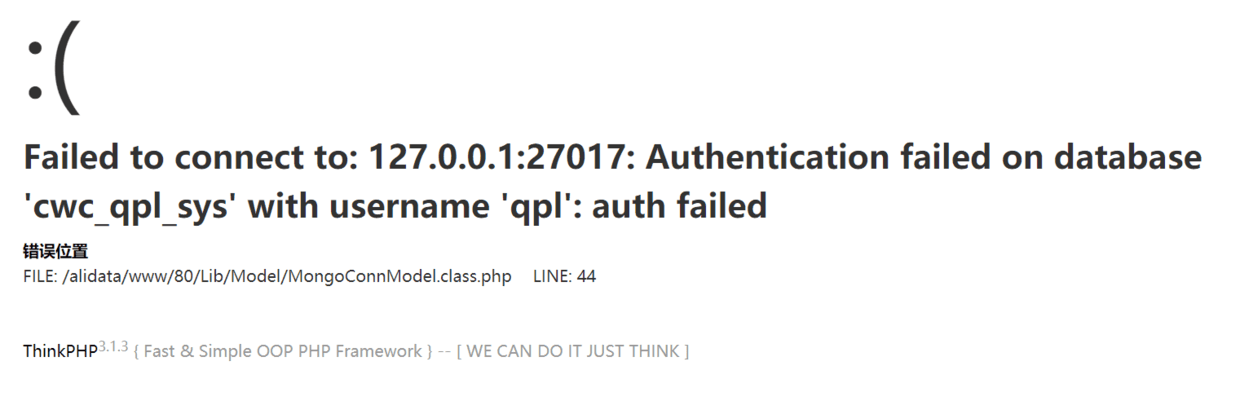 :(
Failed to connect to: 127.0.0.1:27017: Authentication failed on database
'cwc_qpl_sys' with username 'qpl': auth failed
错误位置
FILE: /alidata/www/80/Lib/Model/MongoConnModel.class.php LINE: 44
ThinkPHP3.1.3 { Fast & Simple OOP PHP Framework } -- [ WE CAN DO IT JUST THINK ]